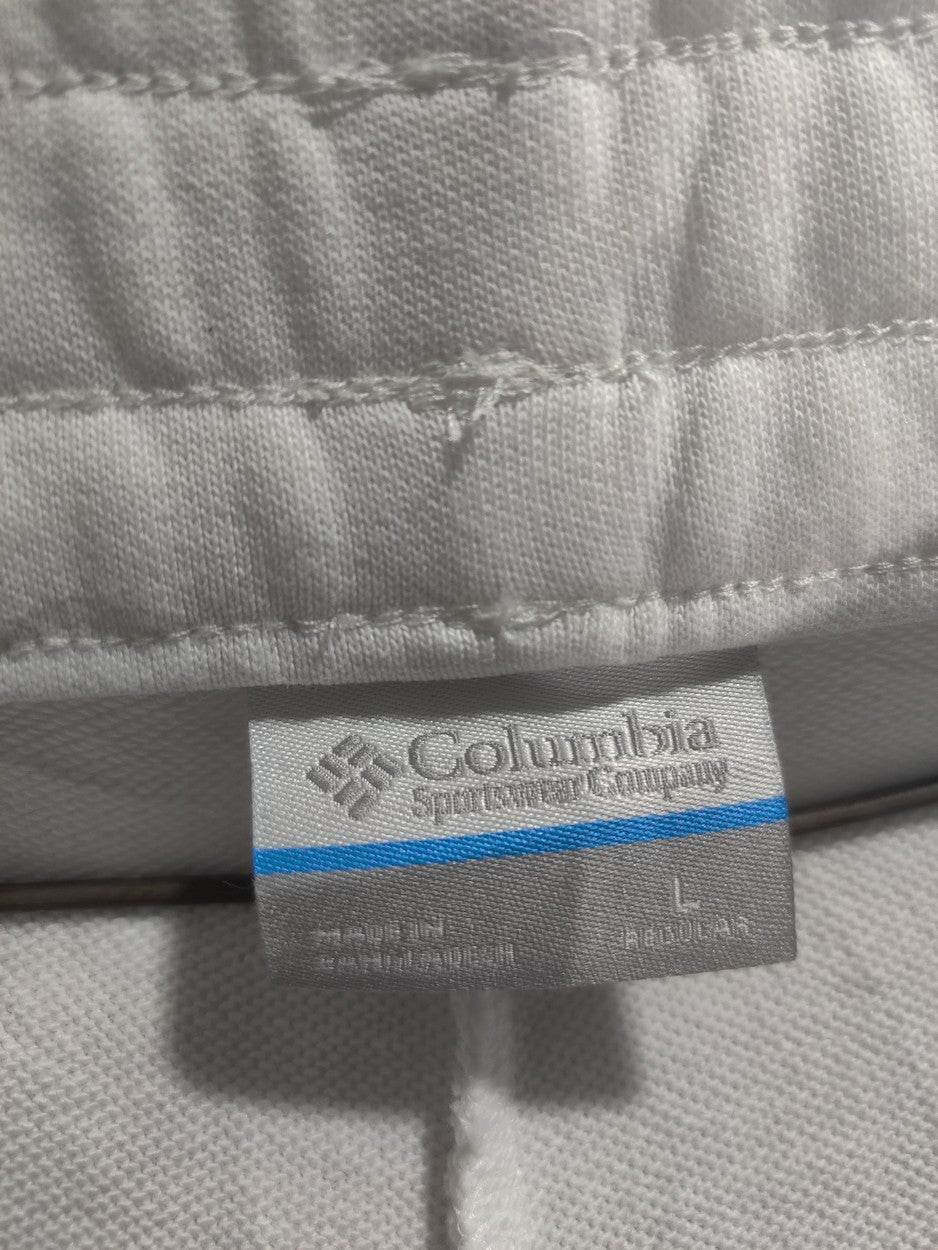 Columbia
Sportswear Company
L
REGULAR
MADE IN
BANGLADESH